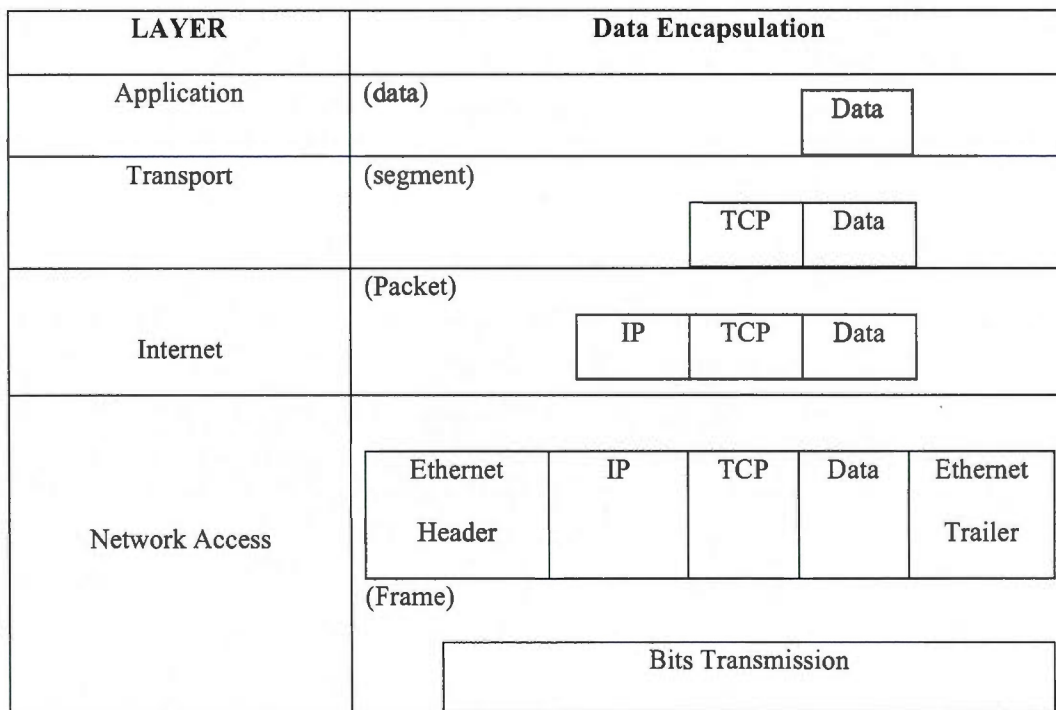 LAYER Data Encapsulation
Application (data)
Data
Transport (segment)
TCP Data
(Packet)
Internet
IP TCP Data
Network Access
Ethernet Header IP TCP Data Ethernet Trailer
(Frame)
Bits Transmission